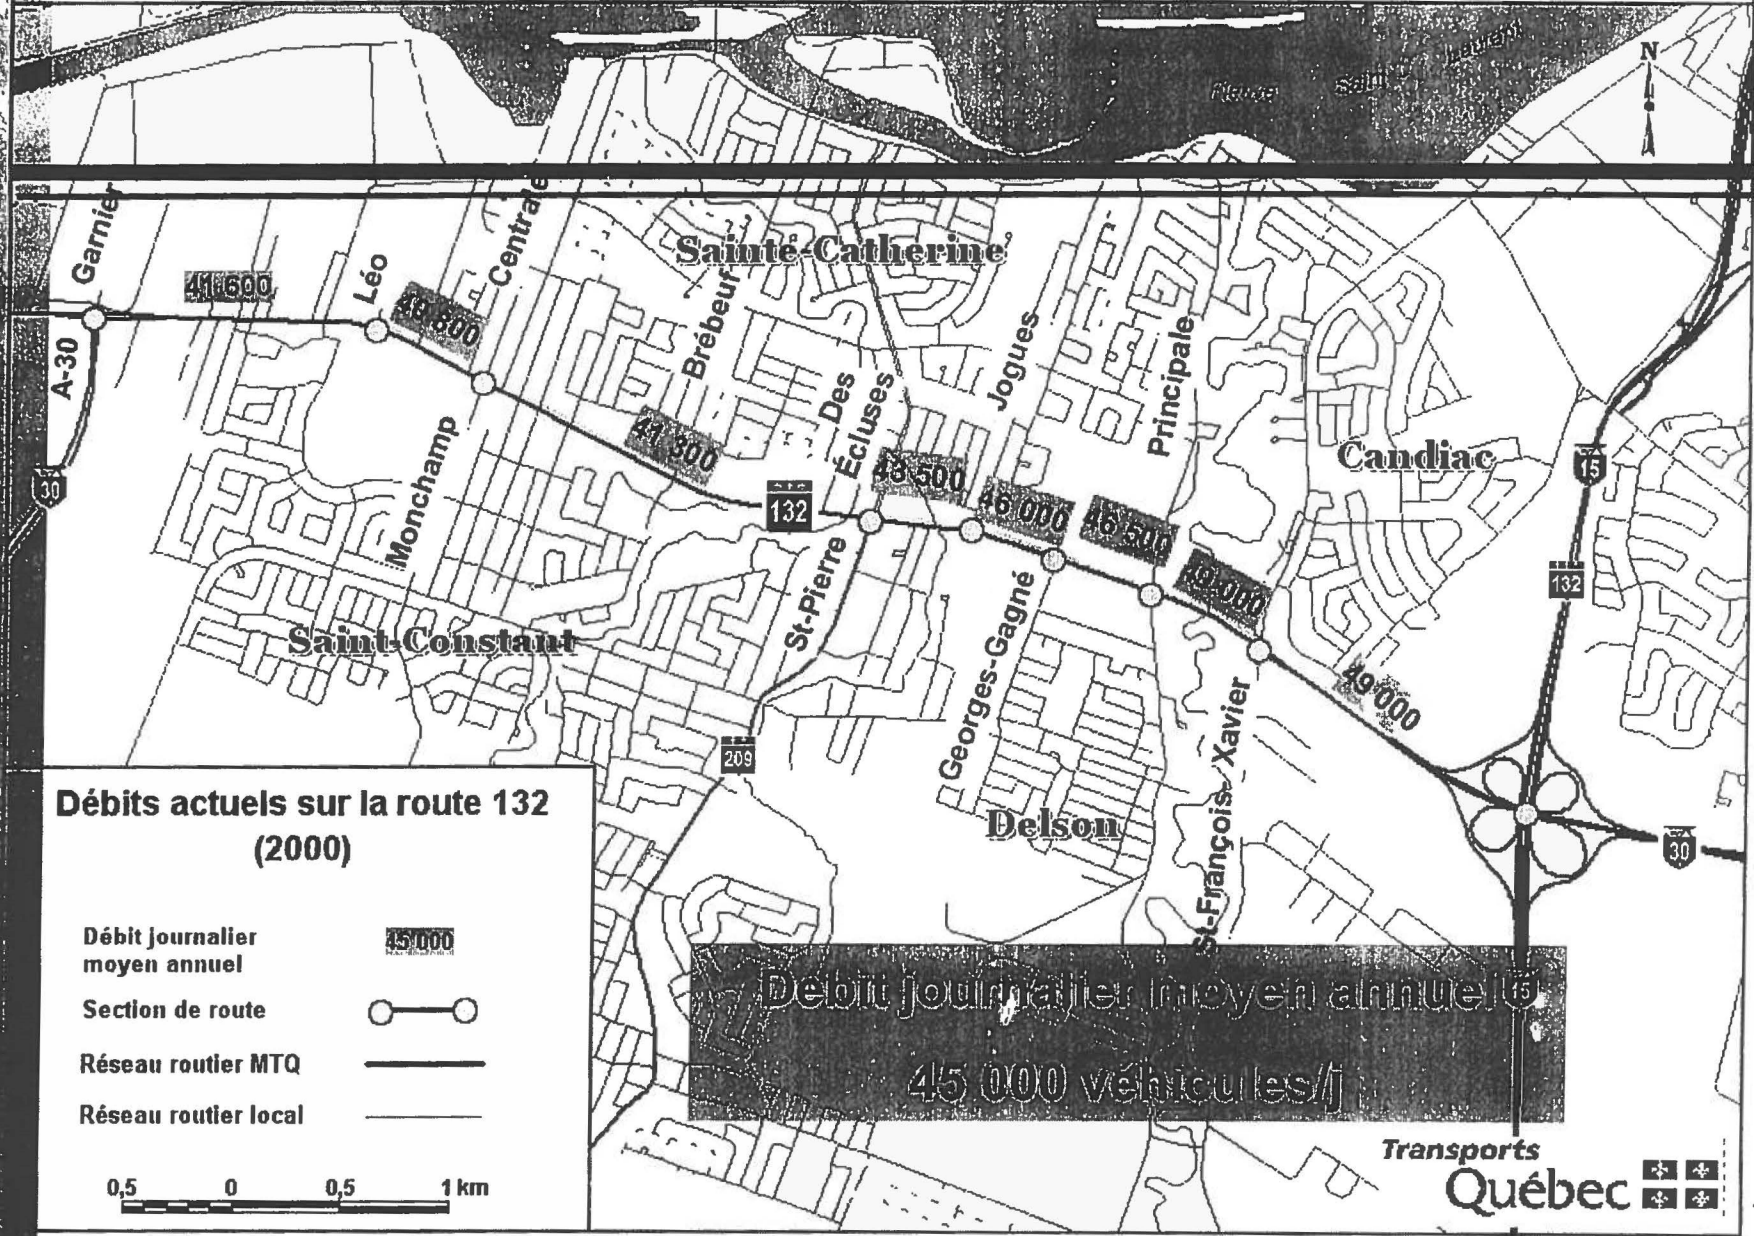 Fleuve Saint Laurent
N
Garnier
41 600
Léo
40 800
Centrale
Sainte-Catherine
A-30
30
Monchamp
Brébeuf
41 300
132
Des
Écluses
43 500
Jogues
46 000
46 500
Principale
Candiac
15
132
49 000
Saint-Constant
St-Pierre
209
Georges-Gagné
Delson
St-François-Xavier
30
15
Débits actuels sur la route 132
(2000)
Débit journalier
moyen annuel
45 000
Section de route
Réseau routier MTQ
Réseau routier local
0,5 0 0,5 1 km
Débit journalier moyen annuel
45 000 véhicules/j
Transports
Québec